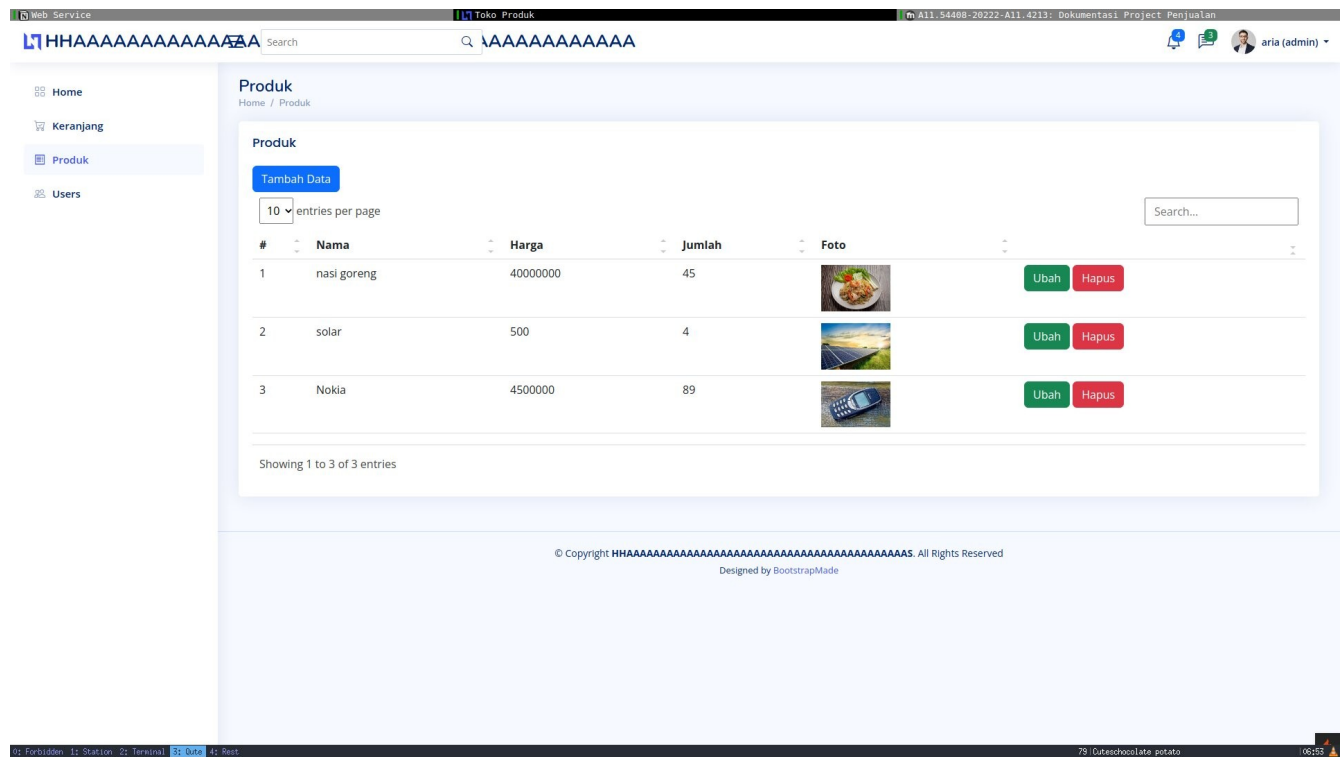 Web Service
Toko Produk
A11.54408-20222-A11.4213: Dokumentasi Project Penjualan
Search
4
3
aria (admin)
Home
Keranjang
Produk
Users
Produk
Home / Produk
Produk
Tambah Data
10 entries per page
Search...
# Nama Harga Jumlah Foto
1 nasi goreng 40000000 45 Ubah Hapus
2 solar 500 4 Ubah Hapus
3 Nokia 4500000 89 Ubah Hapus
Showing 1 to 3 of 3 entries
All Rights Reserved
Designed by BootstrapMade
0: Forbidden 1: Station 2: Terminal 3: Qute 4: Rest
79 |Cuteschocolate potato
|06:53